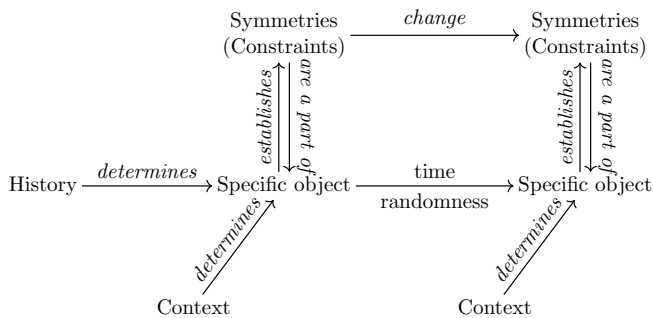 Symmetries
(Constraints)
change
Symmetries
(Constraints)
establishes
are a part of
establishes
are a part of
History
determines
Specific object
time
randomness
Specific object
determines
determines
Context
Context